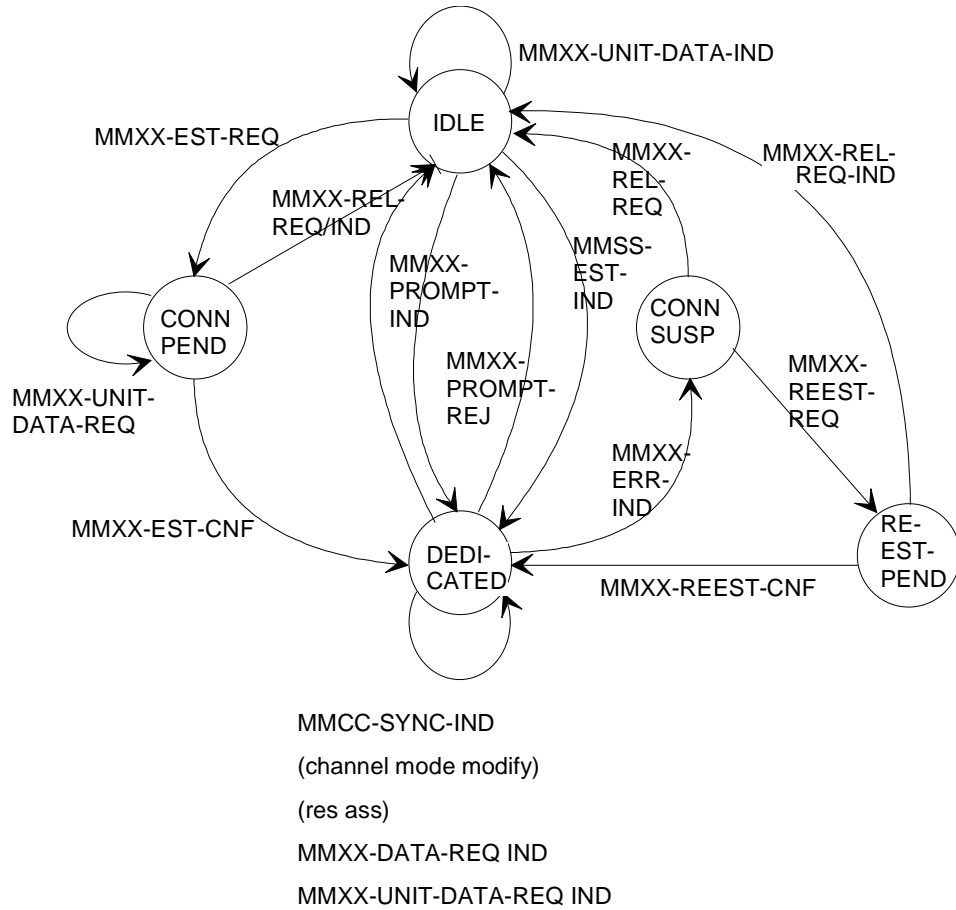 MMXX-UNIT-DATA-IND
IDLE
MMXX-EST-REQ
MMXX-
REL-
REQ
MMXX-REL-
REQ-IND
MMXX-REL-
REQ/IND
MMXX-
PROMPT-
IND
MMSS-
EST-
IND
CONN
PEND
CONN
SUSP
MMXX-
PROMPT-
REJ
MMXX-
REEST-
REQ
MMXX-UNIT-
DATA-REQ
MMXX-
ERR-
IND
MMXX-EST-CNF
DEDI-
CATED
RE-
EST-
PEND
MMXX-REEST-CNF
MMCC-SYNC-IND
(channel mode modify)
(res ass)
MMXX-DATA-REQ IND
MMXX-UNIT-DATA-REQ IND